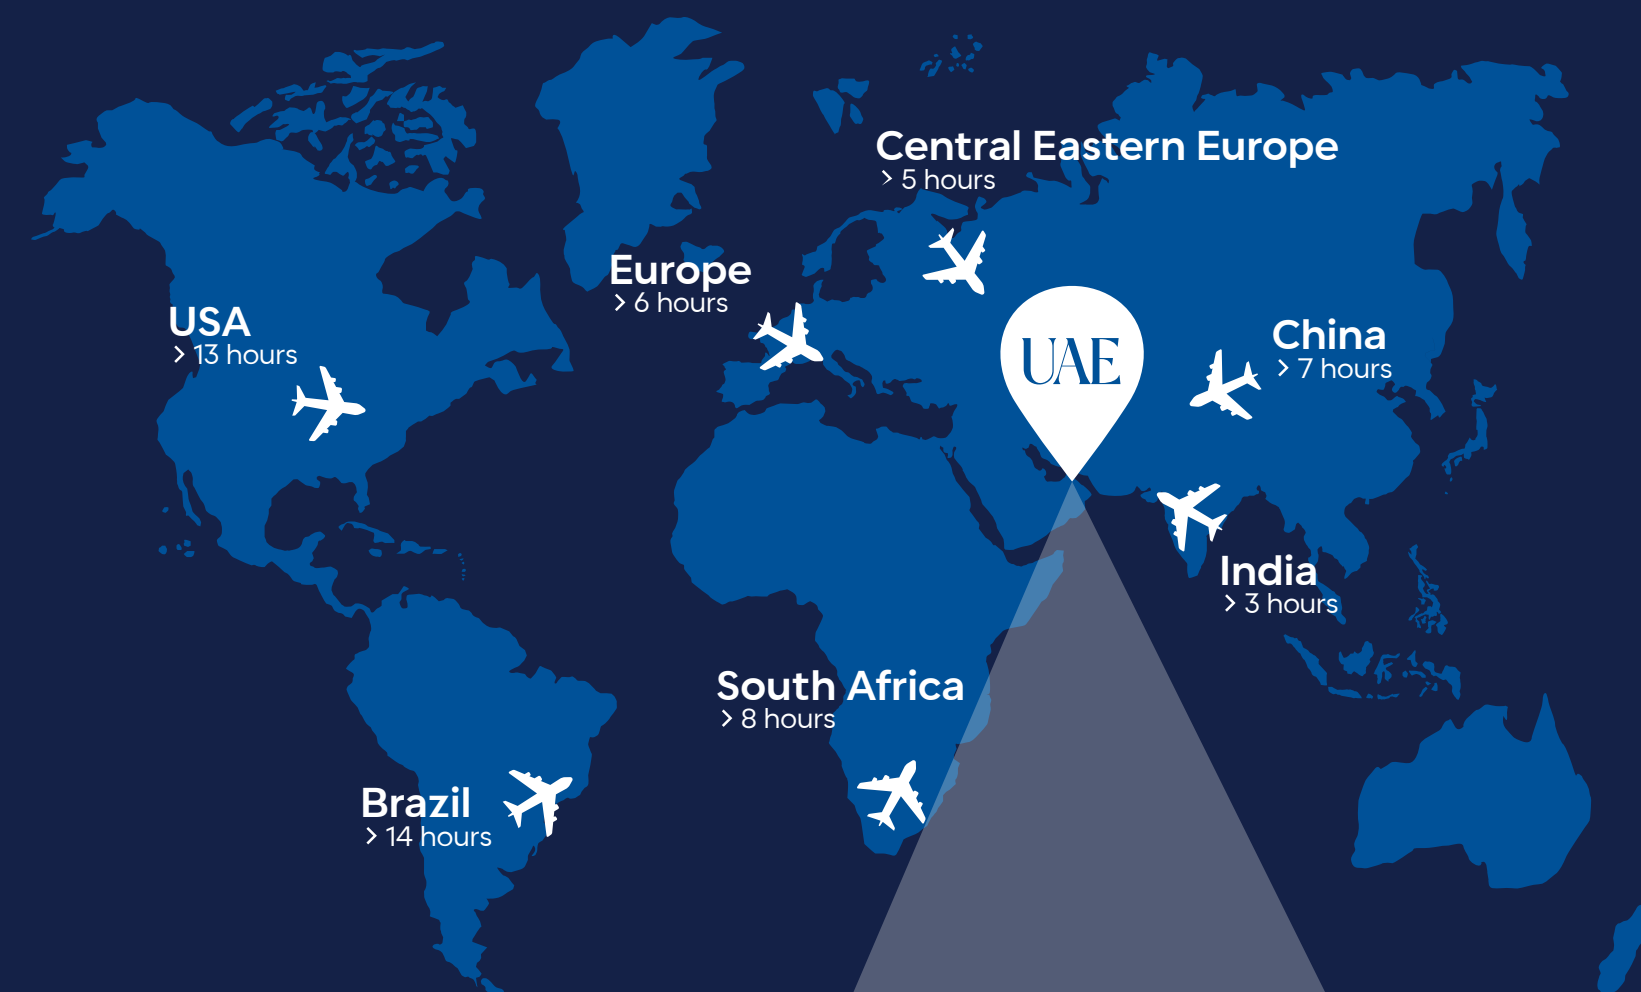 Central Eastern Europe
> 5 hours
Europe
> 6 hours
USA
> 13 hours
UAE
China
> 7 hours
India
> 3 hours
South Africa
> 8 hours
Brazil
> 14 hours